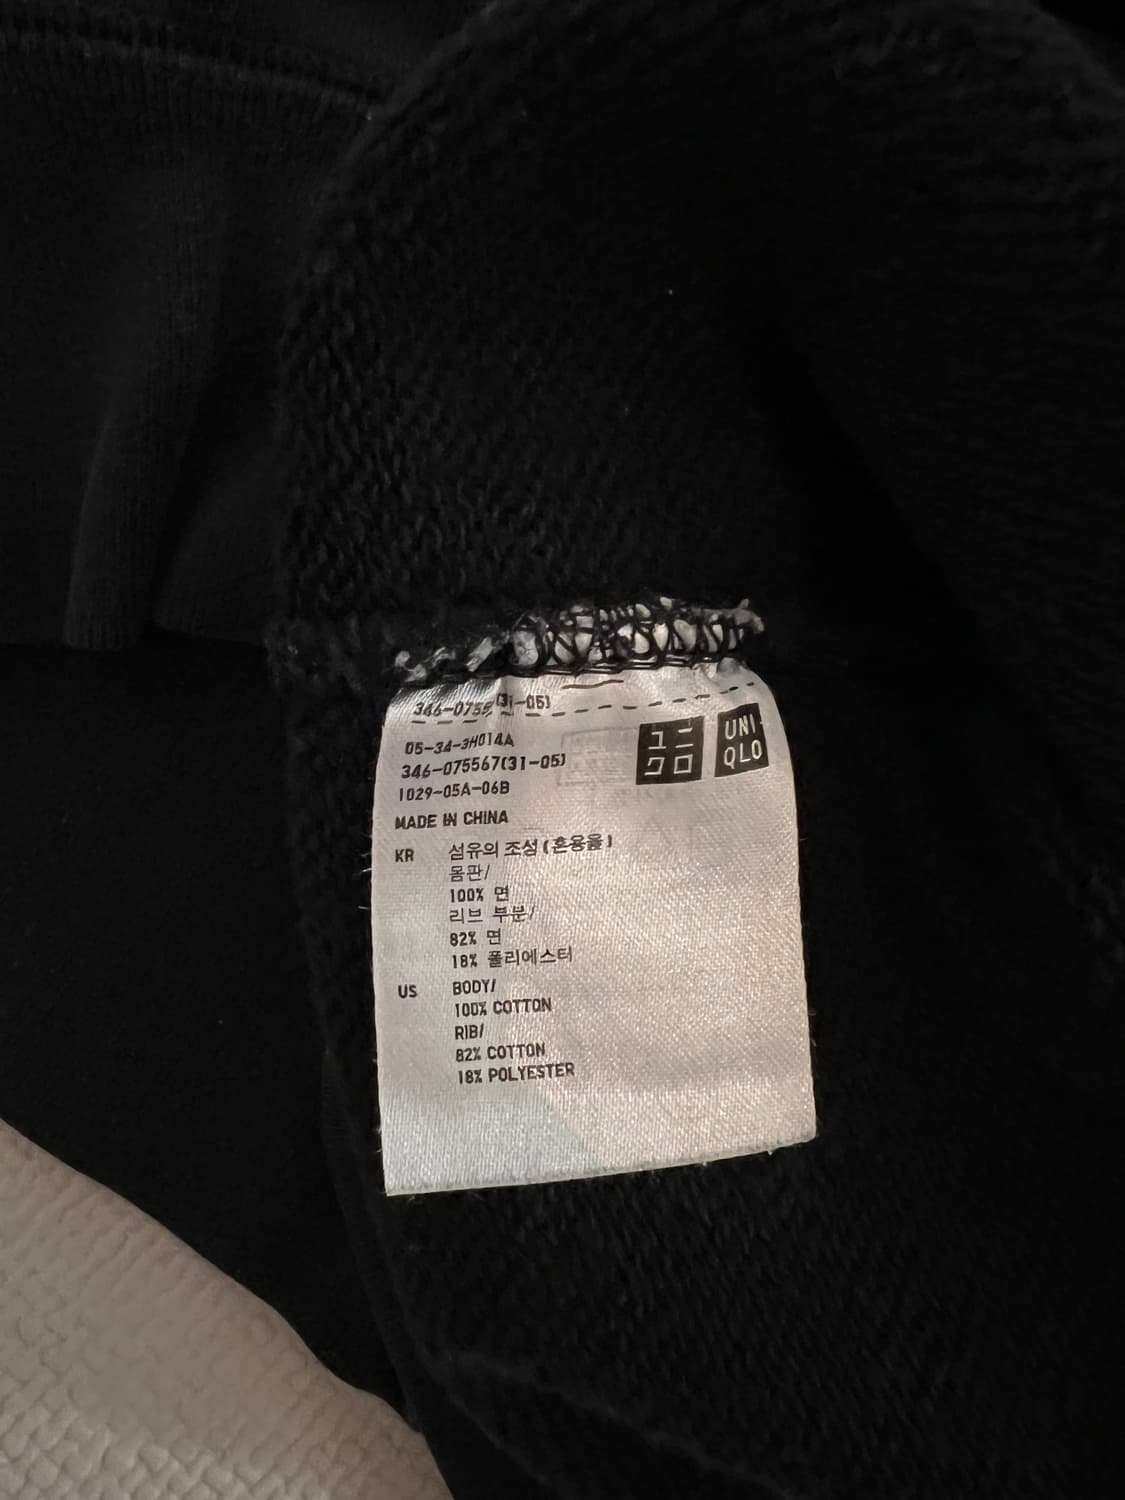 346-0755 (31-05)
ユニ
クロ
UNI
QLO
05-34-3H014A
346-075567(31-05)
1029-05A-06B
MADE IN CHINA
KR 섬유의 조성(혼용율)
몸판/
100% 면
리브 부분/
82% 면
18% 폴리에스터
US BODY/
100% COTTON
RIB/
82% COTTON
18% POLYESTER